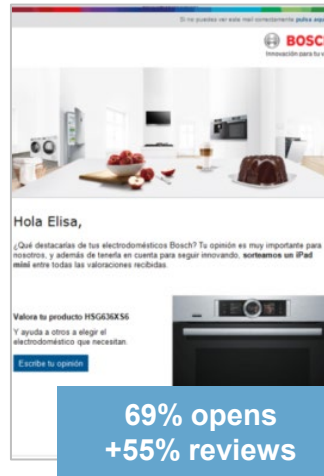 Si no puedes ver este mail correctamente pulsa aquí
BOSCH
Innovación para tu v
Hola Elisa,
¿Qué destacarías de tus electrodomésticos Bosch? Tu opinión es muy importante para
nosotros, y además de tenerla en cuenta para seguir innovando, sorteamos un iPad
mini entre todas las valoraciones recibidas.
Valora tu producto HSG636XS6
Y ayuda a otros a elegir el
electrodoméstico que necesitan.
Escribe tu opinión
69% opens
+55% reviews